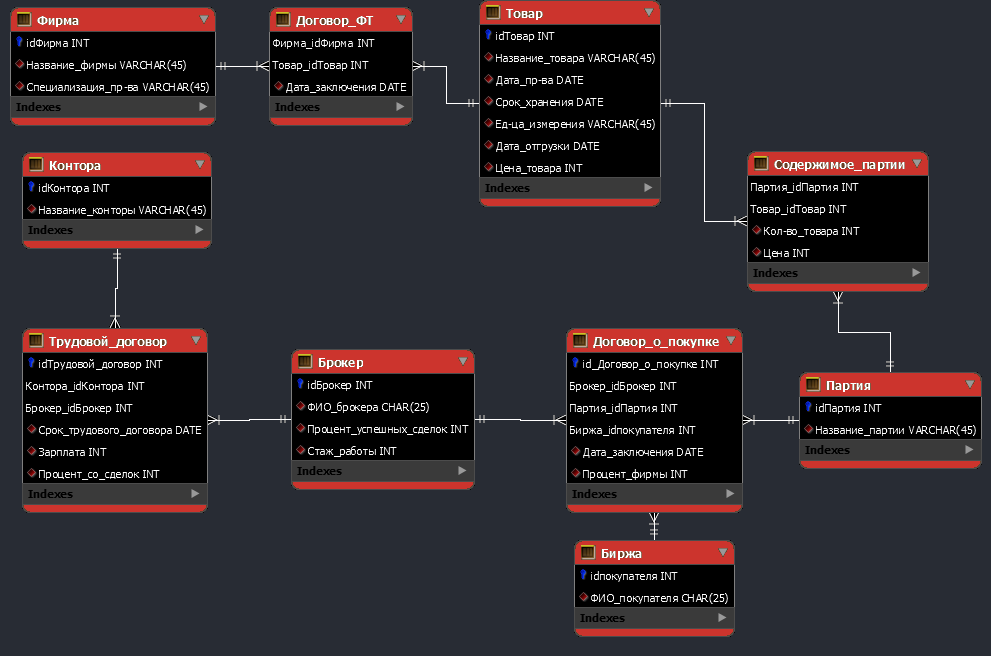 Фирма
idФирма INT
Название_фирмы VARCHAR(45)
Специализация_пр-ва VARCHAR(45)
Indexes
Договор_ФТ
Фирма_idФирма INT
Товар_idТовар INT
Дата_заключения DATE
Indexes
Товар
idТовар INT
Название_товара VARCHAR(45)
Дата_пр-ва DATE
Срок_хранения DATE
Ед-ца_измерения VARCHAR(45)
Дата_отгрузки DATE
Цена_товара INT
Indexes
Контора
idКонтора INT
Название_конторы VARCHAR(45)
Indexes
Содержимое_партии
Партия_idПартия INT
Товар_idТовар INT
Кол-во_товара INT
Цена INT
Indexes
Трудовой_договор
idТрудовой_договор INT
Контора_idКонтора INT
Брокер_idБрокер INT
Срок_трудового_договора DATE
Зарплата INT
Процент_со_сделок INT
Indexes
Брокер
idБрокер INT
ФИО_брокера CHAR(25)
Процент_успешных_сделок INT
Стаж_работы INT
Indexes
Договор_о_покупке
id_Договор_о_покупке INT
Брокер_idБрокер INT
Партия_idПартия INT
Биржа_idпокупателя INT
Дата_заключения DATE
Процент_фирмы INT
Indexes
Партия
idПартия INT
Название_партии VARCHAR(45)
Indexes
Биржа
idпокупателя INT
ФИО_покупателя CHAR(25)
Indexes